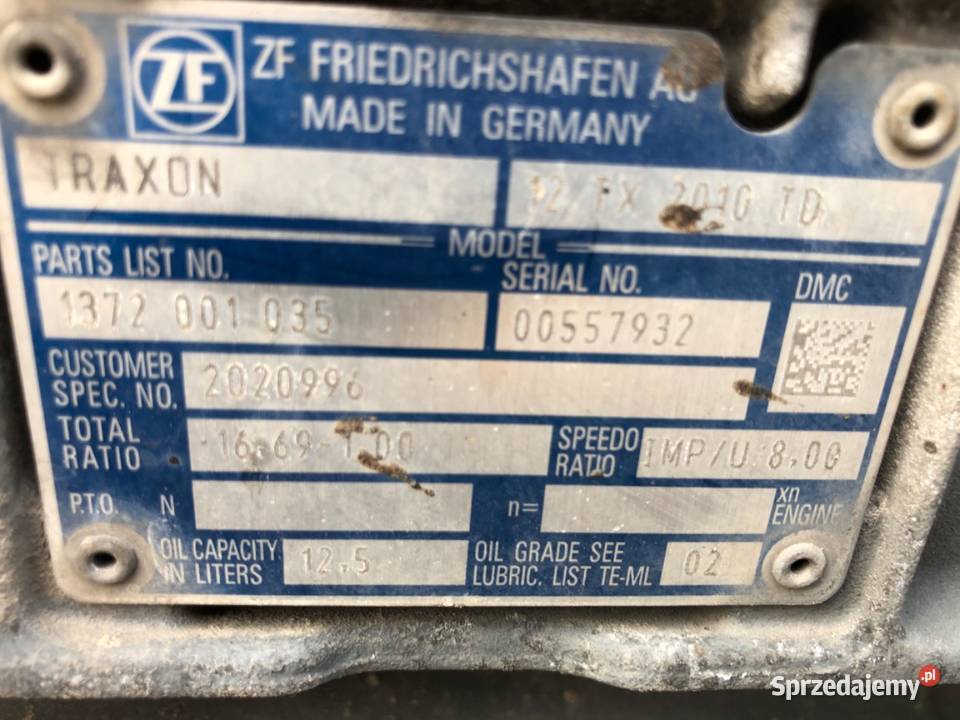 ZF
ZF FRIEDRICHSHAFEN AG
MADE IN GERMANY
TRAXON
12 TX 2010 TD
MODEL
PARTS LIST NO.
SERIAL NO.
DMC
1372 001 035
00557932
CUSTOMER
SPEC. NO.
2020996
TOTAL
RATIO
16.69-1.00
SPEEDO
RATIO
IMP/U 8.00
P.T.O.
N
n=
xn
ENGINE
OIL CAPACITY
IN LITERS
12.5
OIL GRADE SEE
LUBRIC. LIST TE-ML
02
Sprzedajemy.pl